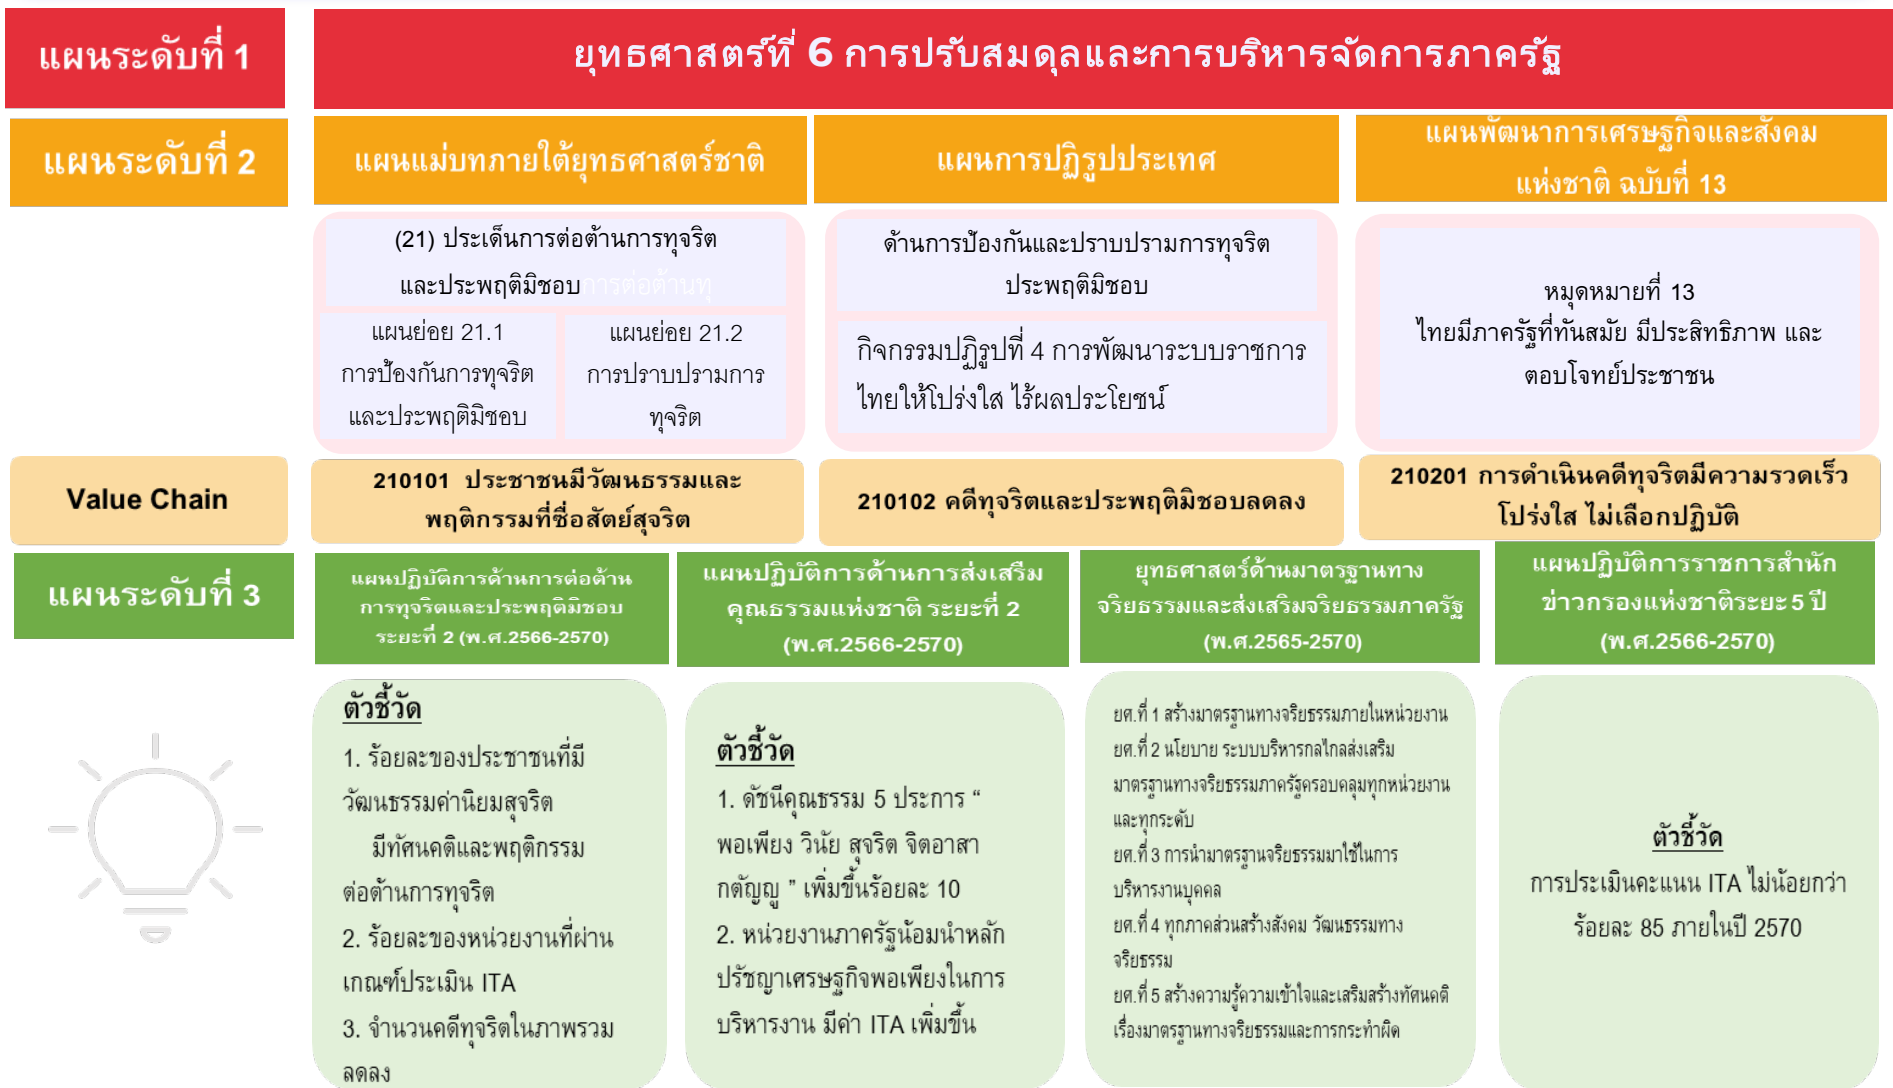 แผนระดับที่ 1
ยุทธศาสตร์ที่ 6 การปรับสมดุลและการบริหารจัดการภาครัฐ
แผนระดับที่ 2
แผนแม่บทภายใต้ยุทธศาสตร์ชาติ
แผนการปฏิรูปประเทศ
แผนพัฒนาการเศรษฐกิจและสังคม
แห่งชาติ ฉบับที่ 13
(21) ประเด็นการต่อต้านการทุจริต
และประพฤติมิชอบการต่อต้านทุ
แผนย่อย 21.1
การป้องกันการทุจริต
และประพฤติมิชอบ
แผนย่อย 21.2
การปราบปรามการ
ทุจริต
ด้านการป้องกันและปราบปรามการทุจริต
ประพฤติมิชอบ
กิจกรรมปฏิรูปที่ 4 การพัฒนาระบบราชการ
ไทยให้โปร่งใส ไร้ผลประโยชน์
หมุดหมายที่ 13
ไทยมีภาครัฐที่ทันสมัย มีประสิทธิภาพ และ
ตอบโจทย์ประชาชน
Value Chain
210101 ประชาชนมีวัฒนธรรมและ
พฤติกรรมที่ซื่อสัตย์สุจริต
210102 คดีทุจริตและประพฤติมิชอบลดลง
210201 การดำเนินคดีทุจริตมีความรวดเร็ว
โปร่งใส ไม่เลือกปฏิบัติ
แผนระดับที่ 3
แผนปฏิบัติการด้านการต่อต้าน
การทุจริตและประพฤติมิชอบ
ระยะที่ 2 (พ.ศ.2566-2570)
แผนปฏิบัติการด้านการส่งเสริม
คุณธรรมแห่งชาติ ระยะที่ 2
(พ.ศ.2566-2570)
ยุทธศาสตร์ด้านมาตรฐานทาง
จริยธรรมและส่งเสริมจริยธรรมภาครัฐ
(พ.ศ.2565-2570)
แผนปฏิบัติการราชการสำนัก
ข่าวกรองแห่งชาติระยะ 5 ปี
(พ.ศ.2566-2570)
ตัวชี้วัด
1. ร้อยละของประชาชนที่มี
วัฒนธรรมค่านิยมสุจริต
มีทัศนคติและพฤติกรรม
ต่อต้านการทุจริต
2. ร้อยละของหน่วยงานที่ผ่าน
เกณฑ์ประเมิน ITA
3. จำนวนคดีทุจริตในภาพรวม
ลดลง
ตัวชี้วัด
1. ดัชนีคุณธรรม 5 ประการ “
พอเพียง วินัย สุจริต จิตอาสา
กตัญญู ” เพิ่มขึ้นร้อยละ 10
2. หน่วยงานภาครัฐน้อมนำหลัก
ปรัชญาเศรษฐกิจพอเพียงในการ
บริหารงาน มีค่า ITA เพิ่มขึ้น
ยศ.ที่ 1 สร้างมาตรฐานทางจริยธรรมภายในหน่วยงาน
ยศ.ที่ 2 นโยบาย ระบบบริหารกลไกลส่งเสริม
มาตรฐานทางจริยธรรมภาครัฐครอบคลุมทุกหน่วยงาน
และทุกระดับ
ยศ.ที่ 3 การนำมาตรฐานจริยธรรมมาใช้ในการ
บริหารงานบุคคล
ยศ.ที่ 4 ทุกภาคส่วนสร้างสังคม วัฒนธรรมทาง
จริยธรรม
ยศ.ที่ 5 สร้างความรู้ความเข้าใจและเสริมสร้างทัศนคติ
เรื่องมาตรฐานทางจริยธรรมและการกระทำผิด
ตัวชี้วัด
การประเมินคะแนน ITA ไม่น้อยกว่า
ร้อยละ 85 ภายในปี 2570